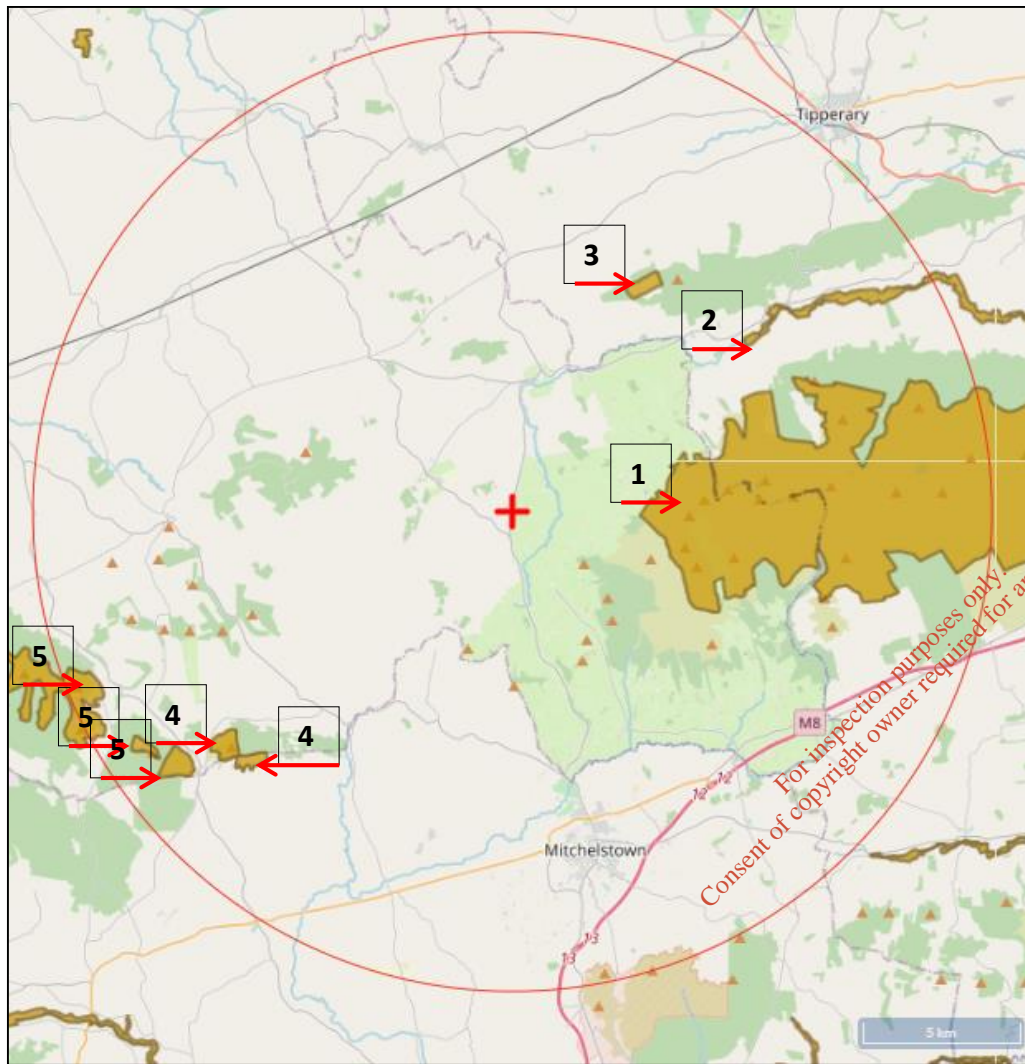 Tipperary
3
2
1
5
5
4
5
4
M8
12
12
Mitchelstown
13
13
For inspection purposes only.
Consent of copyright owner required for
5 km